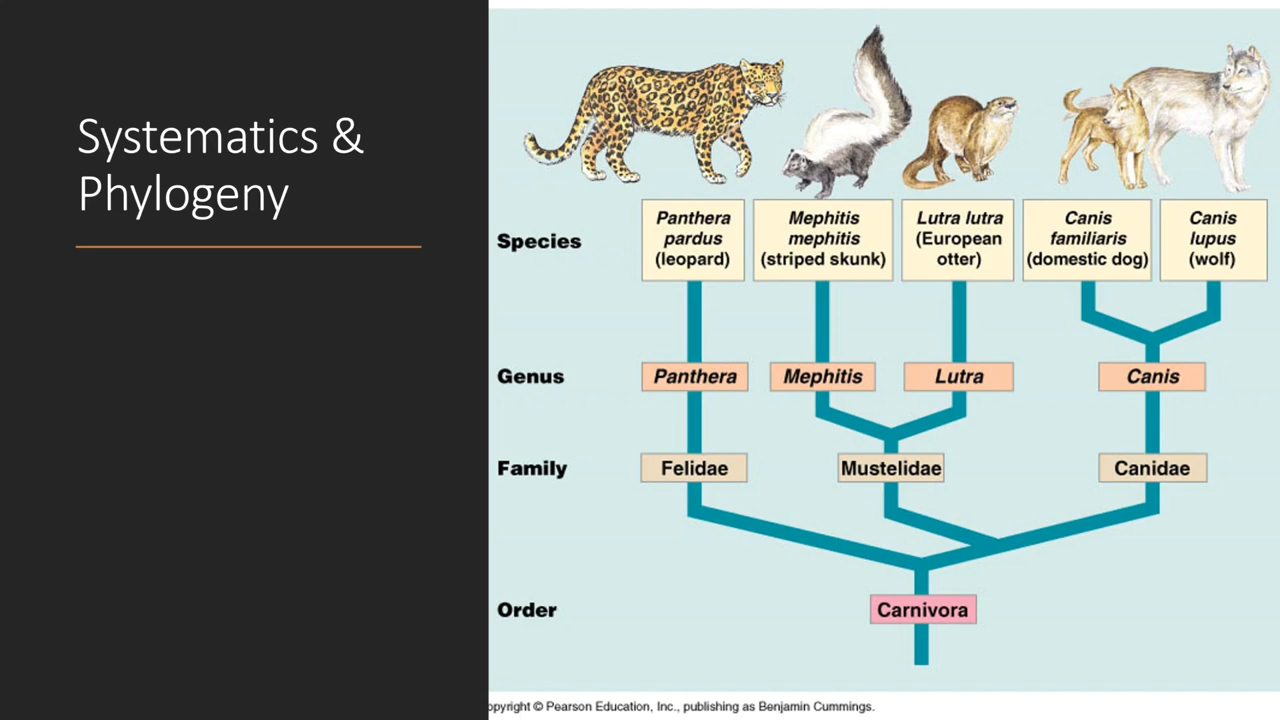 Systematics &
Phylogeny
Species
Panthera
pardus
(leopard)
Mephitis
mephitis
(striped skunk)
Lutra lutra
(European
otter)
Canis
familiaris
(domestic dog)
Canis
lupus
(wolf)
Genus
Panthera
Mephitis
Lutra
Canis
Family
Felidae
Mustelidae
Canidae
Order
Carnivora
opyright © Pearson Education, Inc., publishing as Benjamin Cummings.